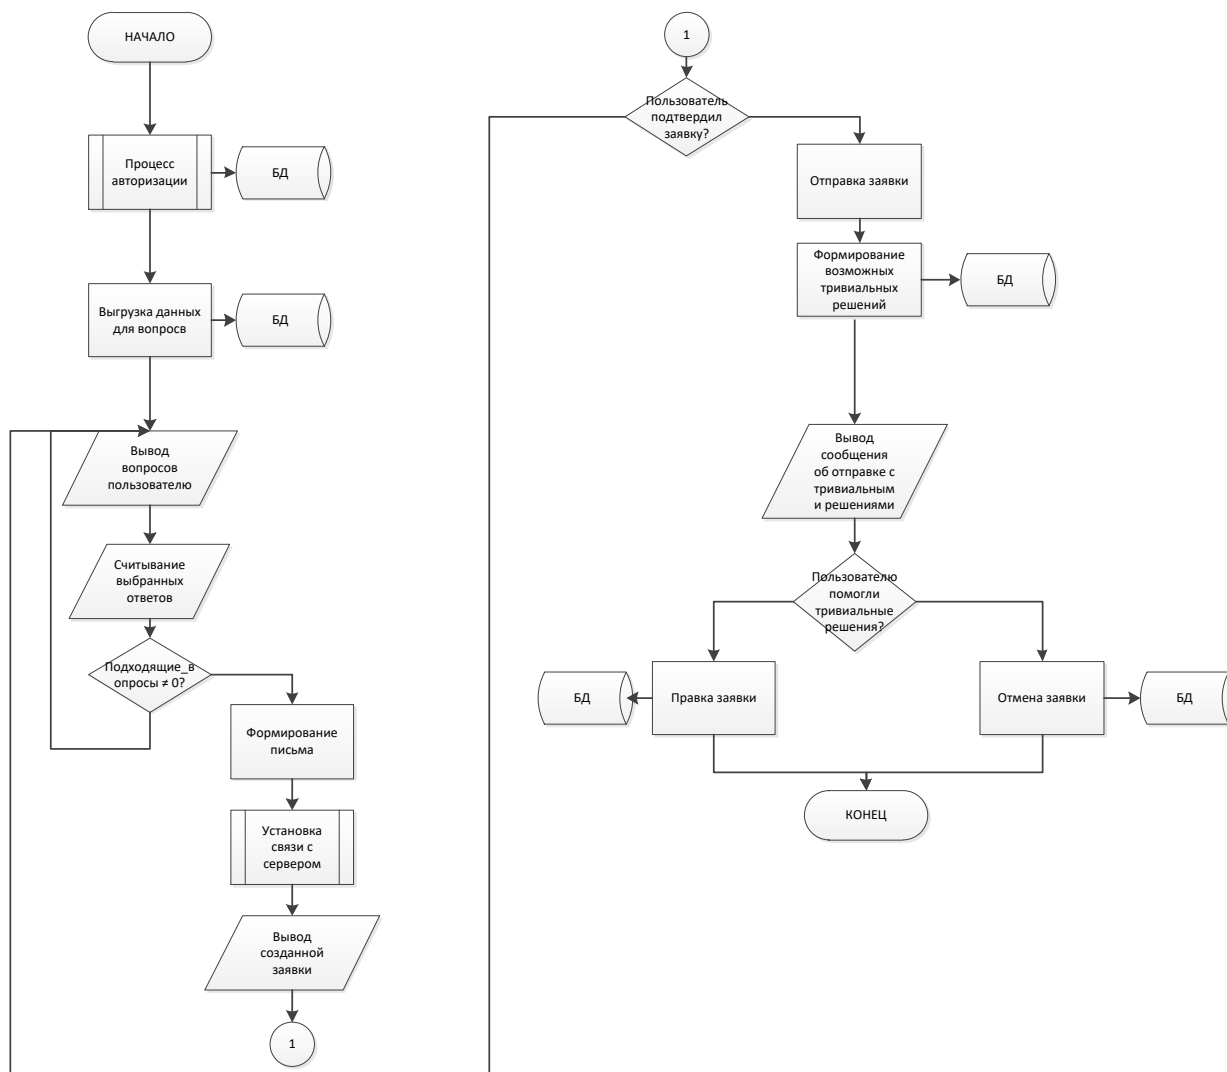 НАЧАЛО
Процесс
авторизации
БД
Выгрузка данных
для вопросв
БД
Вывод
вопросов
пользователю
Считывание
выбранных
ответов
Подходящие_в
опросы ≠ 0?
Формирование
письма
Установка
связи с
сервером
Вывод
созданной
заявки
1
1
Пользователь
подтвердил
заявку?
Отправка заявки
Формирование
возможных
тривиальных
решений
БД
Вывод
сообщения
об отправке с
тривиальным
и решениями
Пользователю
помогли
тривиальные
решения?
БД
Правка заявки
Отмена заявки
БД
КОНЕЦ